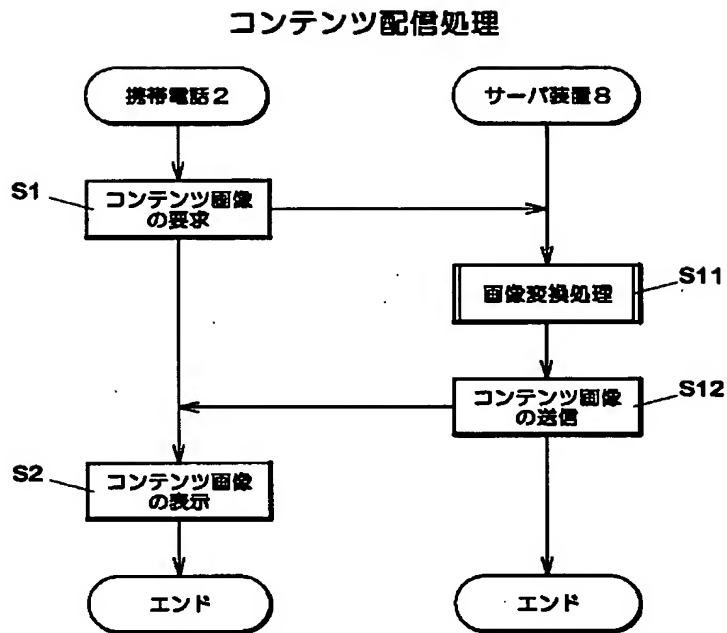 コンテンツ配信処理
携帯電話2
サーバ装置8
S1
コンテンツ画像
の要求
S11
画像変換処理
S12
コンテンツ画像
の送信
S2
コンテンツ画像
の表示
エンド
エンド